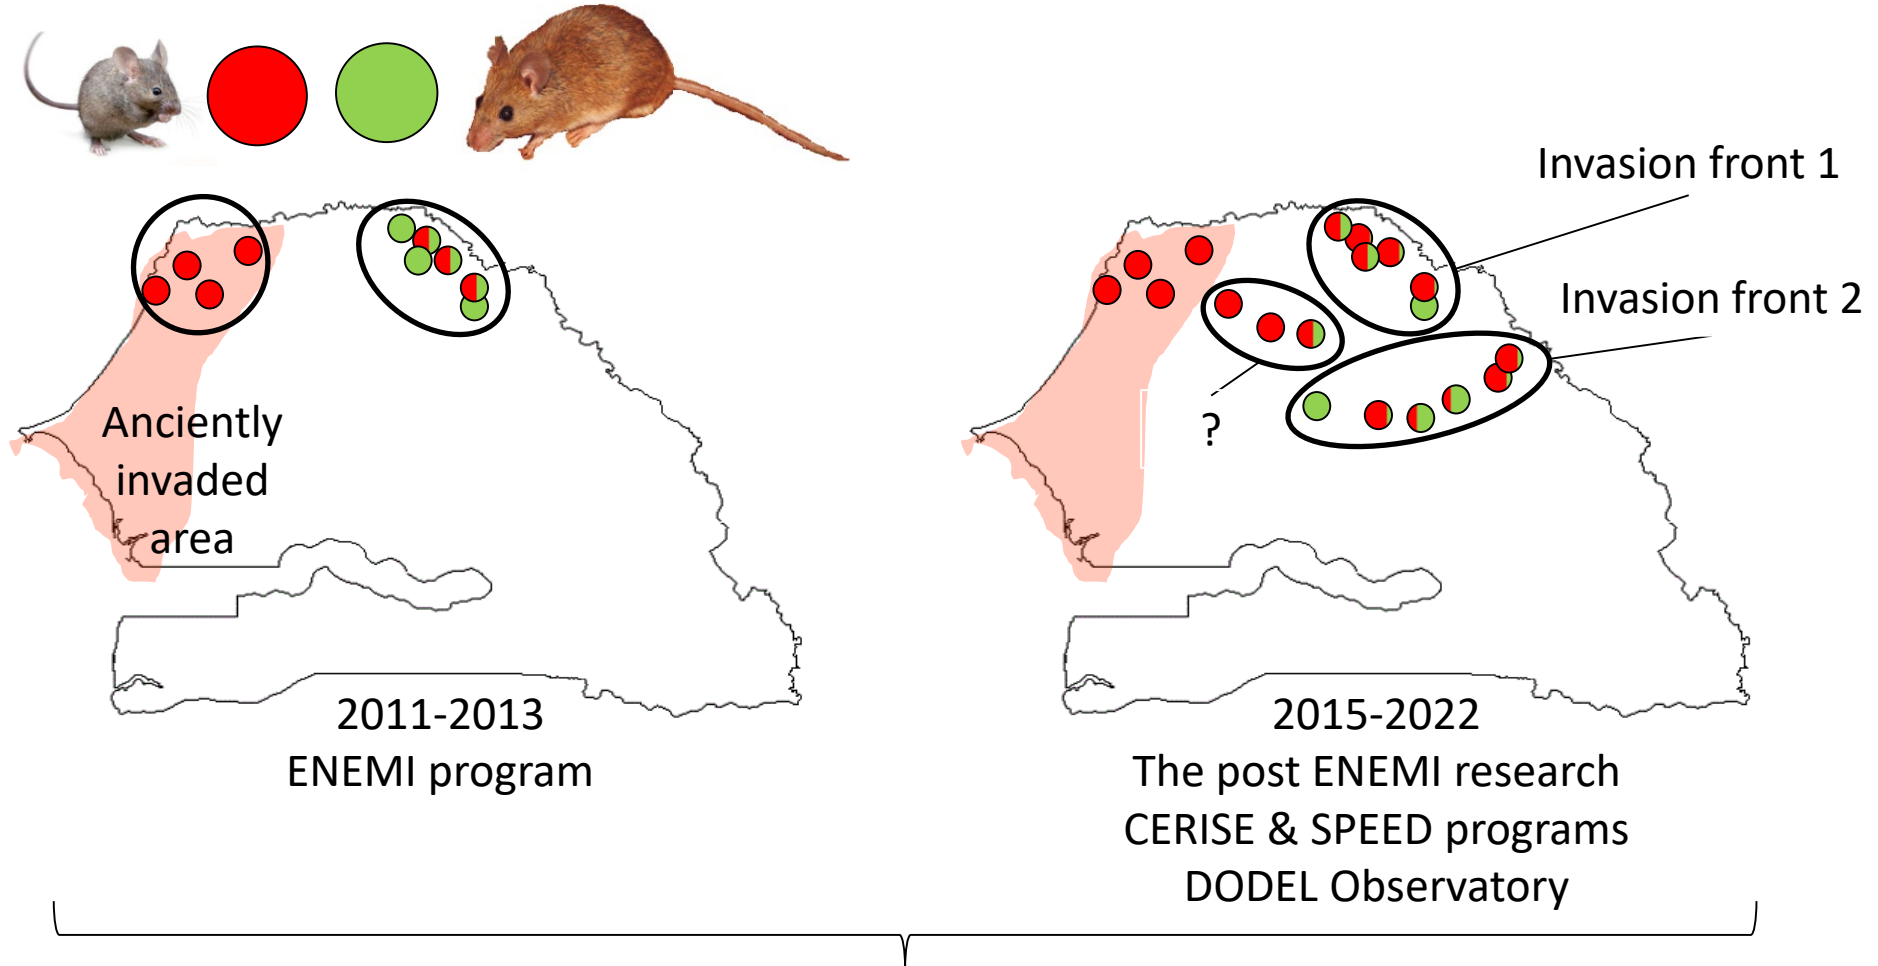 Invasion front 1
Invasion front 2
Anciently
invaded
area
?
2011-2013
ENEMI program
2015-2022
The post ENEMI research
CERISE & SPEED programs
DODEL Observatory